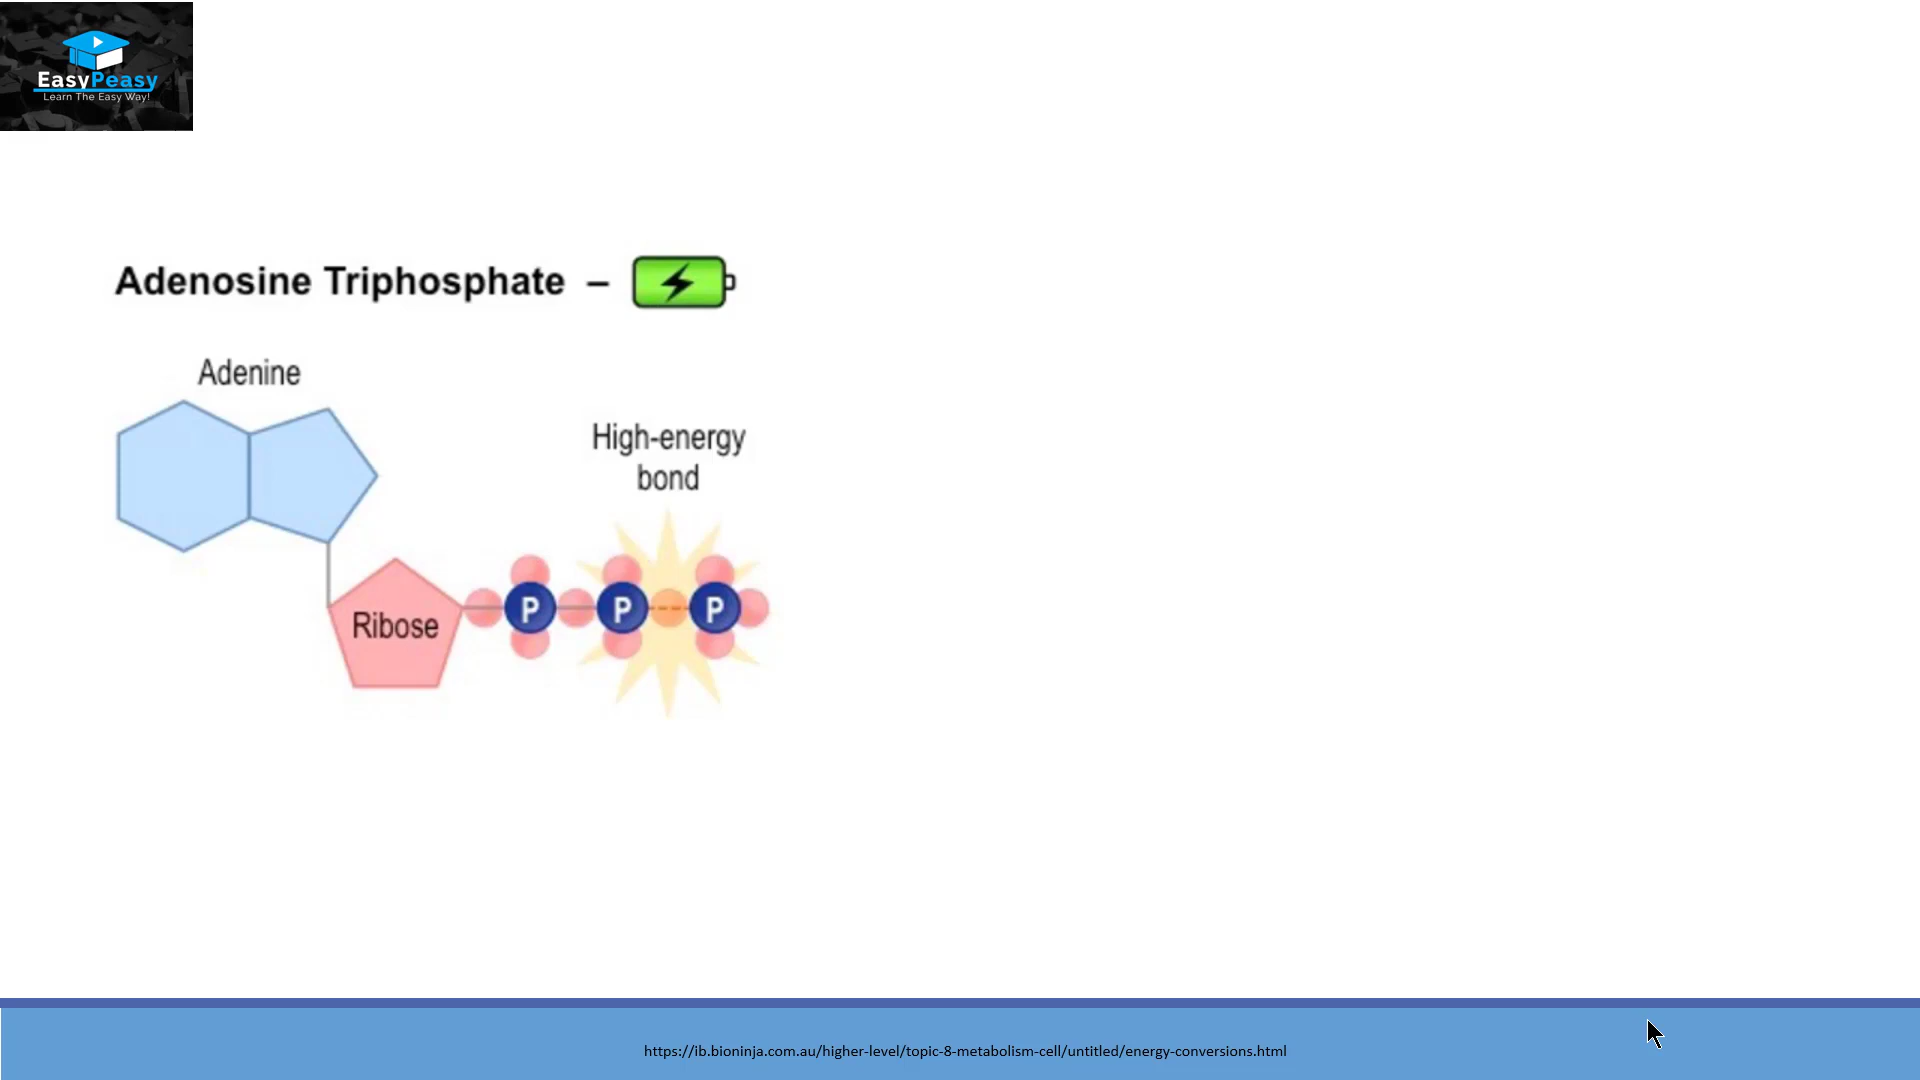 EasyPeasy
Learn The Easy Way!
Adenosine Triphosphate –
Adenine
High-energy
bond
Ribose
P P P
https://ib.bioninja.com.au/higher-level/topic-8-metabolism-cell/untitled/energy-conversions.html